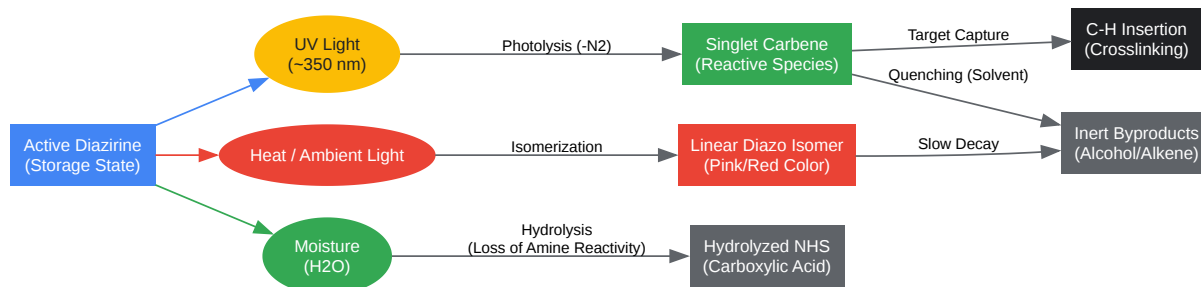 UV Light
(~350 nm)
Photolysis (-N2)
Singlet Carbene
(Reactive Species)
Target Capture
C-H Insertion
(Crosslinking)
Quenching (Solvent)
Active Diazirine
(Storage State)
Heat / Ambient Light
Isomerization
Linear Diazo Isomer
(Pink/Red Color)
Slow Decay
Inert Byproducts
(Alcohol/Alkene)
Moisture
(H2O)
Hydrolysis
(Loss of Amine Reactivity)
Hydrolyzed NHS
(Carboxylic Acid)